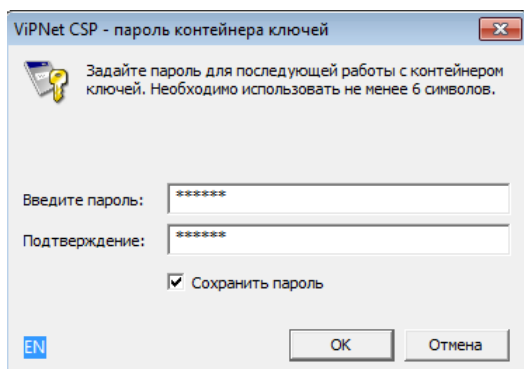 ViPNet CSP - пароль контейнера ключей
Задайте пароль для последующей работы с контейнером
ключей. Необходимо использовать не менее 6 символов.
Введите пароль: ******
Подтверждение: ******
Сохранить пароль
EN OK Отмена